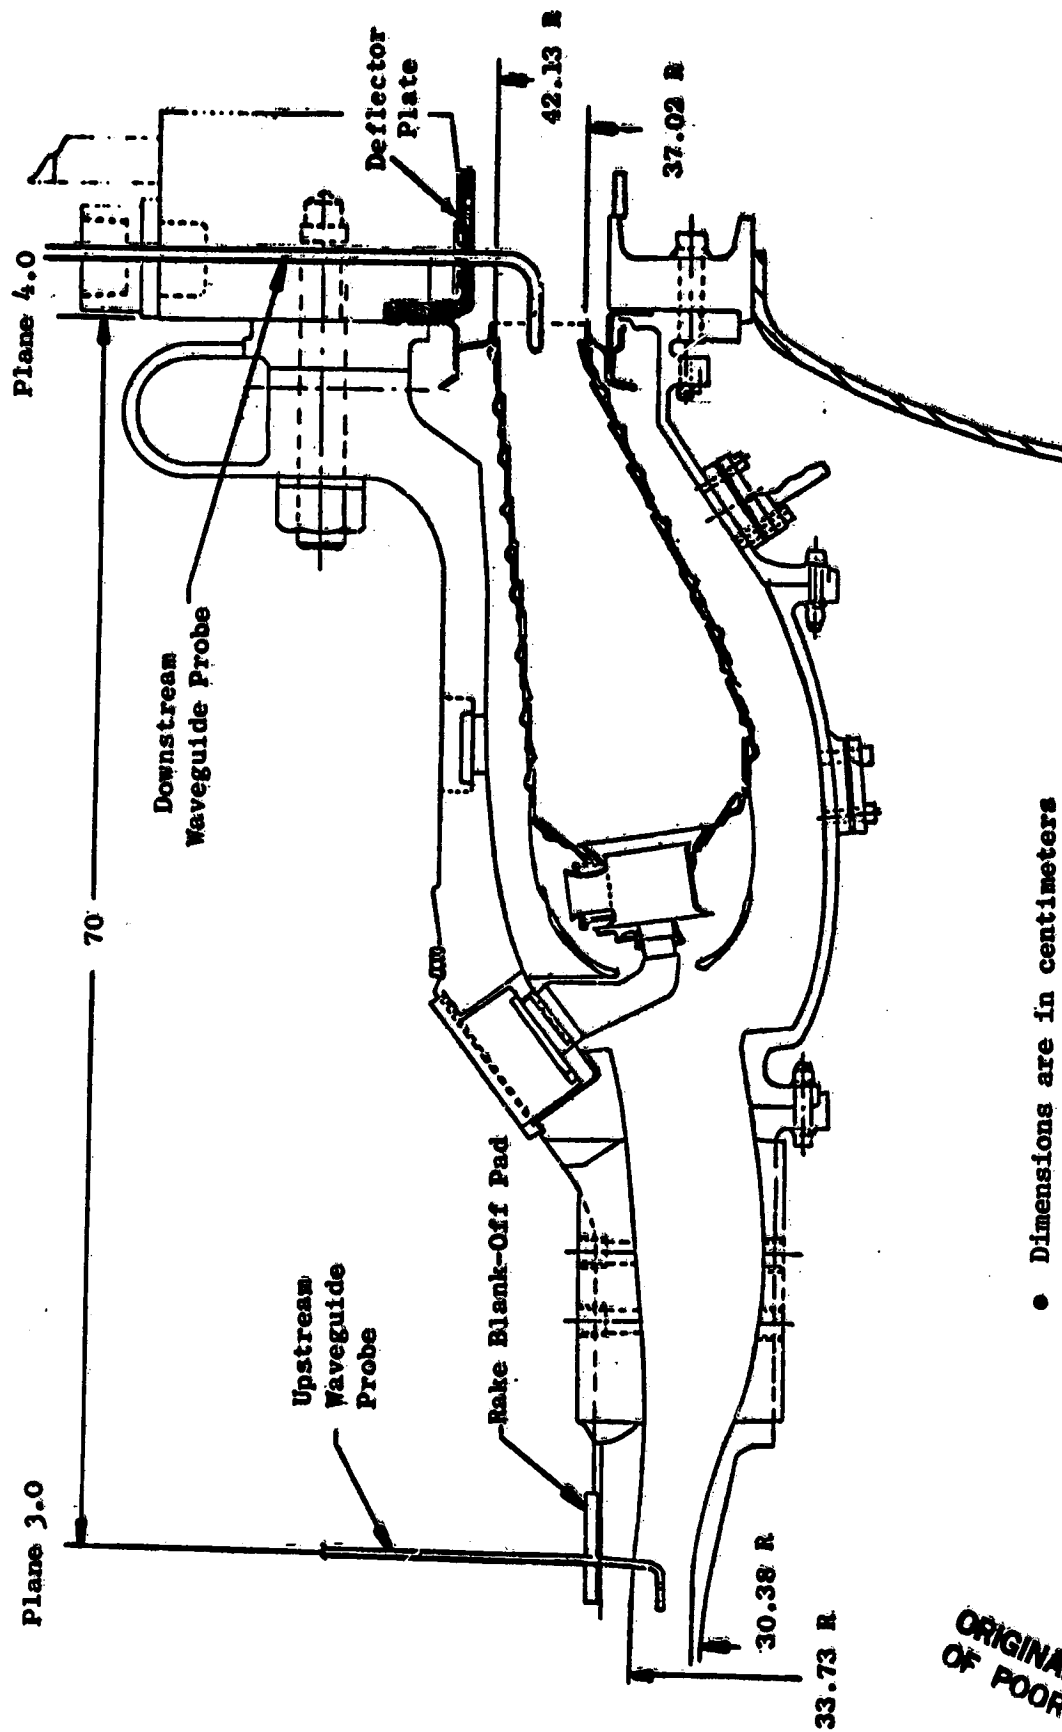 Plane 3.0
Plane 4.0
70
Upstream
Waveguide
Probe
Downstream
Waveguide Probe
Deflector
Plate
Rake Blank-Off Pad
42.13 R
37.02 R
30.38 R
33.73 R
• Dimensions are in centimeters
ORIGINA
OF POOR